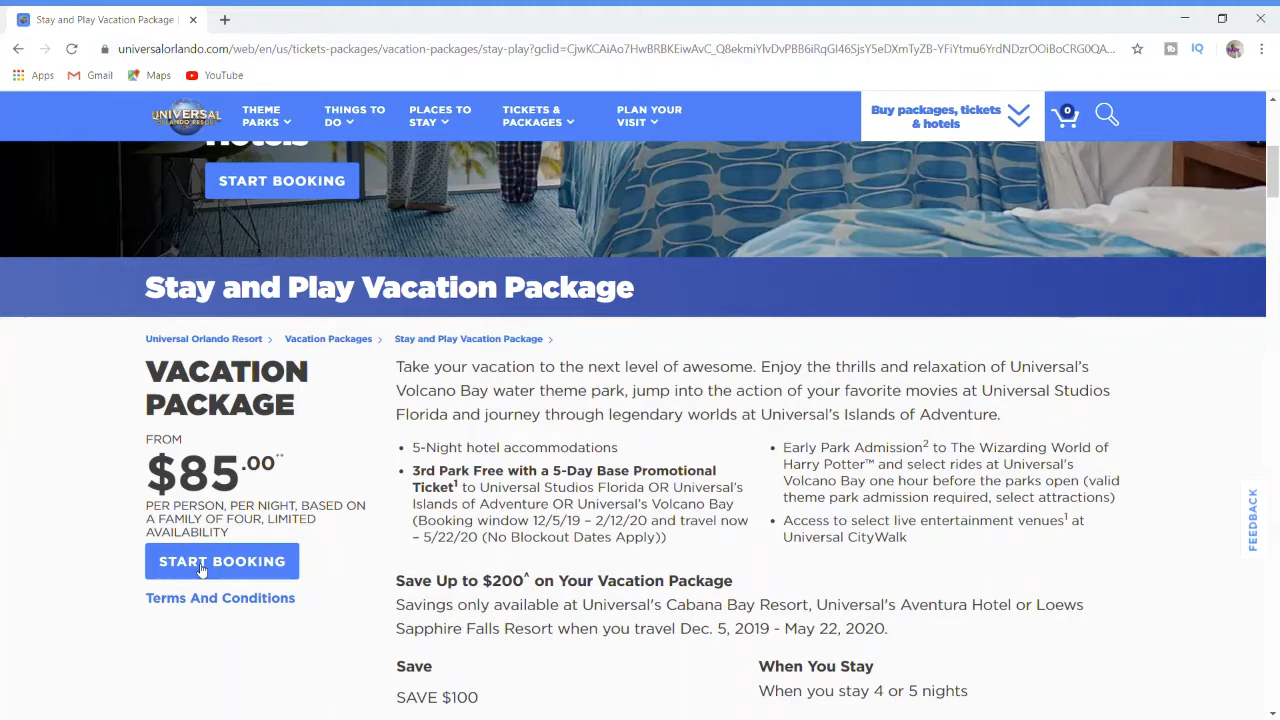 Stay and Play Vacation Package |
universalorlando.com/web/en/us/tickets-packages/vacation-packages/stay-play?gclid=CjwKCAiAo7HwBRBKEiwAvC_Q8ekmiYlvDvPBB6iRqGI46SjsY5eDXmTyZB-YFiYtmu6YrdNDzrOOiBoCRG0QA...
Apps Gmail Maps YouTube
UNIVERSAL
ORLANDO RESORT
THEME
PARKS
THINGS TO
DO
PLACES TO
STAY
TICKETS &
PACKAGES
PLAN YOUR
VISIT
Buy packages, tickets
& hotels
0
hotels
START BOOKING
Stay and Play Vacation Package
Universal Orlando Resort > Vacation Packages > Stay and Play Vacation Package >
VACATION
PACKAGE
FROM
$85.00**
PER PERSON, PER NIGHT, BASED ON
A FAMILY OF FOUR, LIMITED
AVAILABILITY
START BOOKING
Terms And Conditions
Take your vacation to the next level of awesome. Enjoy the thrills and relaxation of Universal's
Volcano Bay water theme park, jump into the action of your favorite movies at Universal Studios
Florida and journey through legendary worlds at Universal's Islands of Adventure.
• 5-Night hotel accommodations
• 3rd Park Free with a 5-Day Base Promotional
Ticket¹ to Universal Studios Florida OR Universal's
Islands of Adventure OR Universal's Volcano Bay
(Booking window 12/5/19 – 2/12/20 and travel now
– 5/22/20 (No Blockout Dates Apply))
• Early Park Admission² to The Wizarding World of
Harry Potter™ and select rides at Universal's
Volcano Bay one hour before the parks open (valid
theme park admission required, select attractions)
• Access to select live entertainment venues¹ at
Universal CityWalk
Save Up to $200^ on Your Vacation Package
Savings only available at Universal's Cabana Bay Resort, Universal's Aventura Hotel or Loews
Sapphire Falls Resort when you travel Dec. 5, 2019 - May 22, 2020.
Save
When You Stay
SAVE $100
When you stay 4 or 5 nights
FEEDBACK